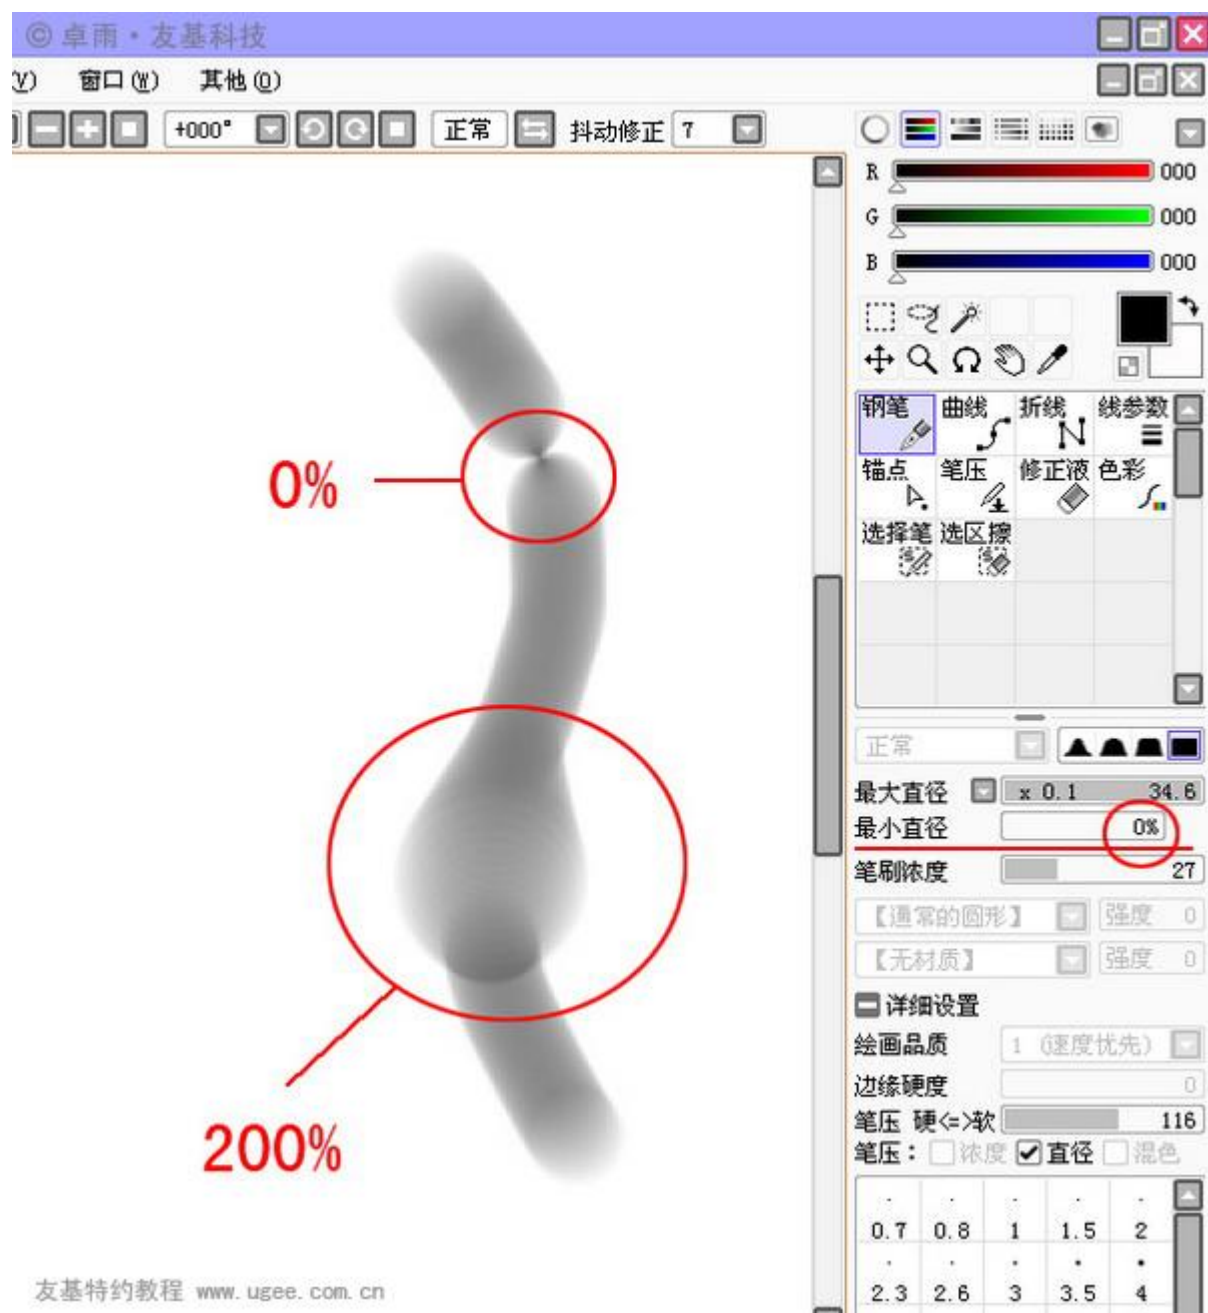 © 卓雨·友基科技
(V) 窗口(W) 其他(O)
+000° 正常 抖动修正 7
R 000
G 000
B 000
钢笔 曲线 折线 线参数
锚点 笔压 修正液 色彩
选择笔 选区擦
0%
正常
最大直径 x 0.1 34.6
最小直径 0%
笔刷浓度 27
【通常的圆形】 强度 0
【无材质】 强度 0
详细设置
绘画品质 1 (速度优先)
边缘硬度 0
笔压 硬<=>软 116
笔压: 浓度 直径 混色
200%
0.7 0.8 1 1.5 2
2.3 2.6 3 3.5 4
友基特约教程 www.ugee.com.cn